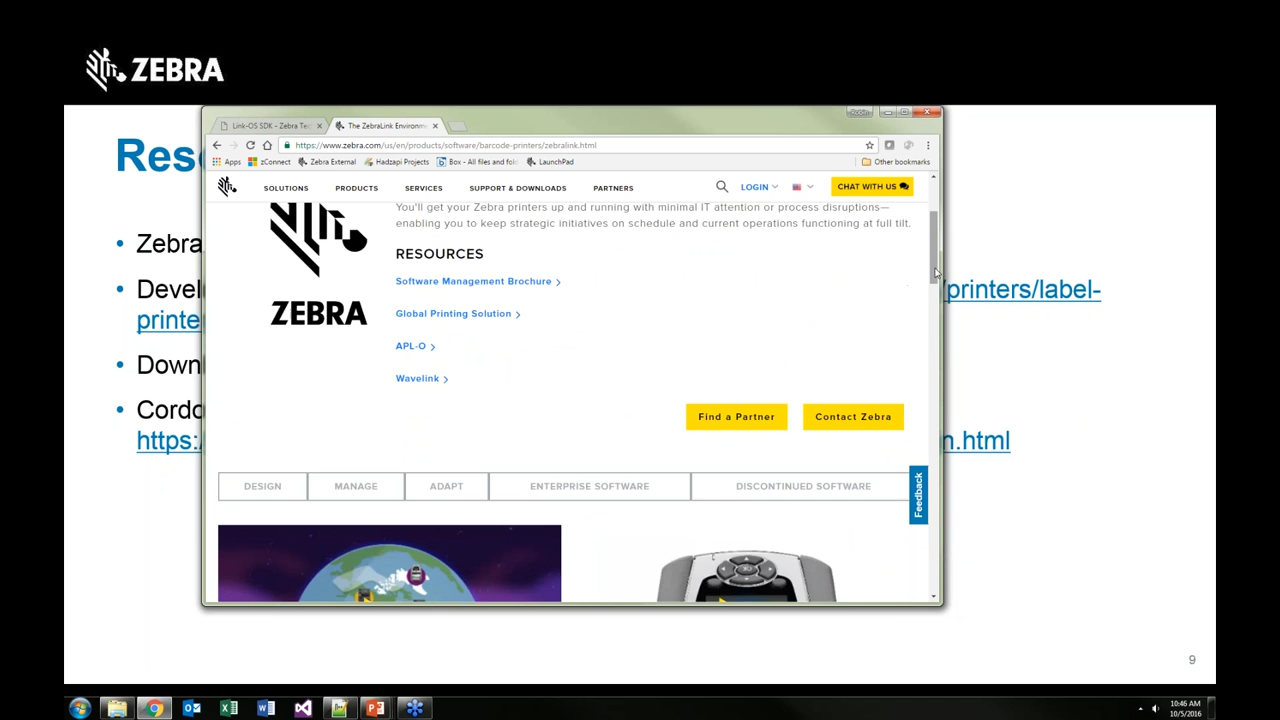 ZEBRA
Link-OS SDK - Zebra Te
The ZebraLink Environm
https://www.zebra.com/us/en/products/software/barcode-printers/zebralink.html
Apps
zConnect
Zebra External
Hadzapi Projects
Box - All files and fol
LaunchPad
Other bookmarks
SOLUTIONS
PRODUCTS
SERVICES
SUPPORT & DOWNLOADS
PARTNERS
LOGIN
CHAT WITH US
You'll get your Zebra printers up and running with minimal IT attention or process disruptions—
enabling you to keep strategic initiatives on schedule and current operations functioning at full tilt.
RESOURCES
Software Management Brochure
Global Printing Solution
APL-O
Wavelink
ZEBRA
Find a Partner
Contact Zebra
DESIGN
MANAGE
ADAPT
ENTERPRISE SOFTWARE
DISCONTINUED SOFTWARE
Feedback
Res
• Zebra
• Devel
/printers/label-
printe
• Down
• Cordo
https:
n.html
9
10:46 AM
10/5/2016